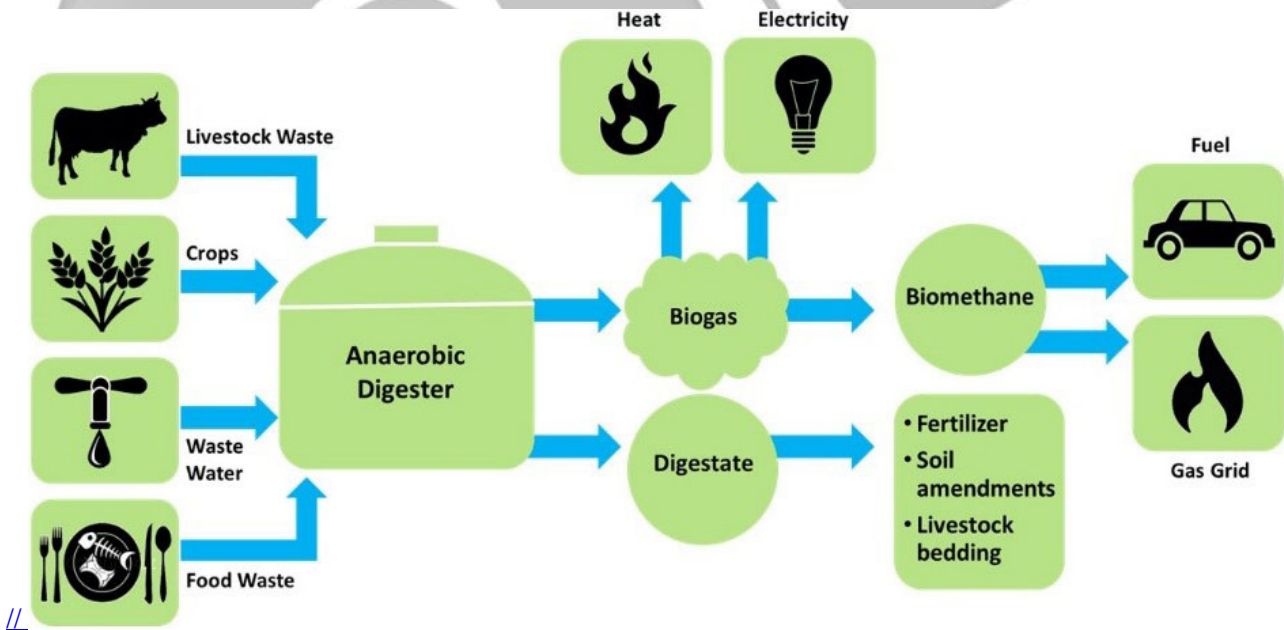 Heat
Electricity
Livestock Waste
Crops
Waste
Water
Food Waste
Anaerobic
Digester
Biogas
Digestate
Biomethane
• Fertilizer
• Soil
amendments
• Livestock
bedding
Fuel
Gas Grid
//